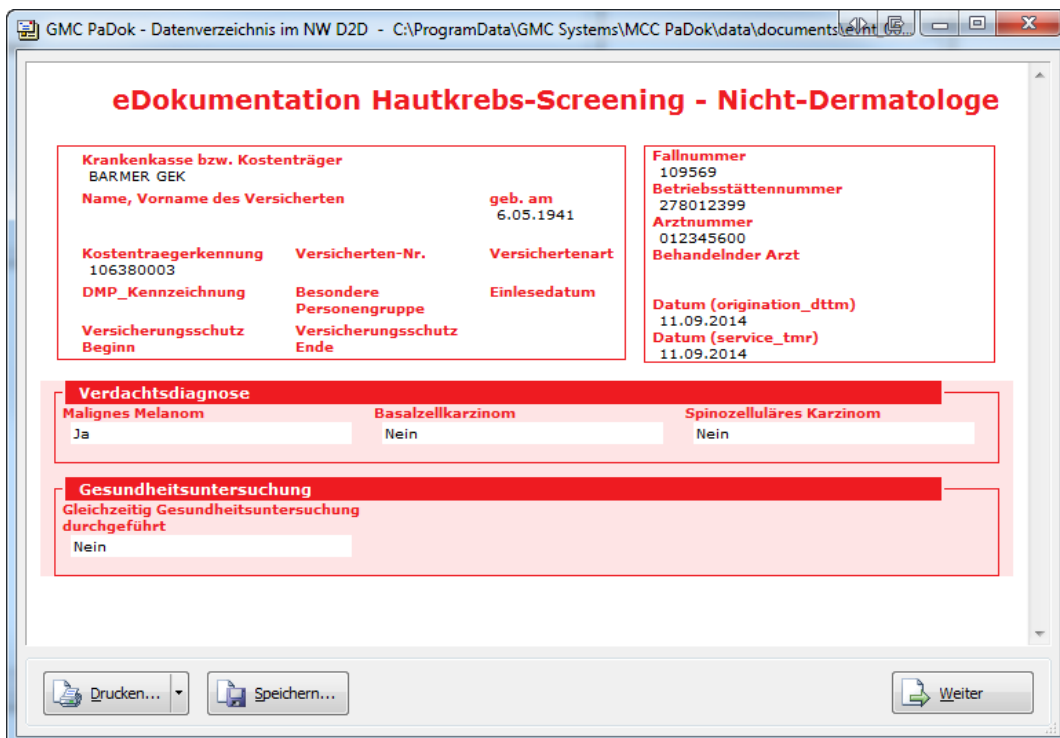 GMC PaDok - Datenverzeichnis im NW D2D - C:\ProgramData\GMC Systems\MCC PaDok\data\documents\
eDokumentation Hautkrebs-Screening - Nicht-Dermatologe
Krankenkasse bzw. Kostenträger
BARMER GEK
Name, Vorname des Versicherten geb. am
6.05.1941
Kostentraegerkennung Versicherten-Nr. Versichertenart
106380003
DMP_Kennzeichnung Besondere Einlesedatum
Personengruppe
Versicherungsschutz Versicherungsschutz
Beginn Ende
Fallnummer
109569
Betriebsstättennummer
278012399
Arztnummer
012345600
Behandelnder Arzt
Datum (origination_dttm)
11.09.2014
Datum (service_tmr)
11.09.2014
Verdachtsdiagnose
Malignes Melanom Basalzellkarzinom Spinozelluläres Karzinom
Ja Nein Nein
Gesundheitsuntersuchung
Gleichzeitig Gesundheitsuntersuchung
durchgeführt
Nein
Drucken... Speichern... Weiter